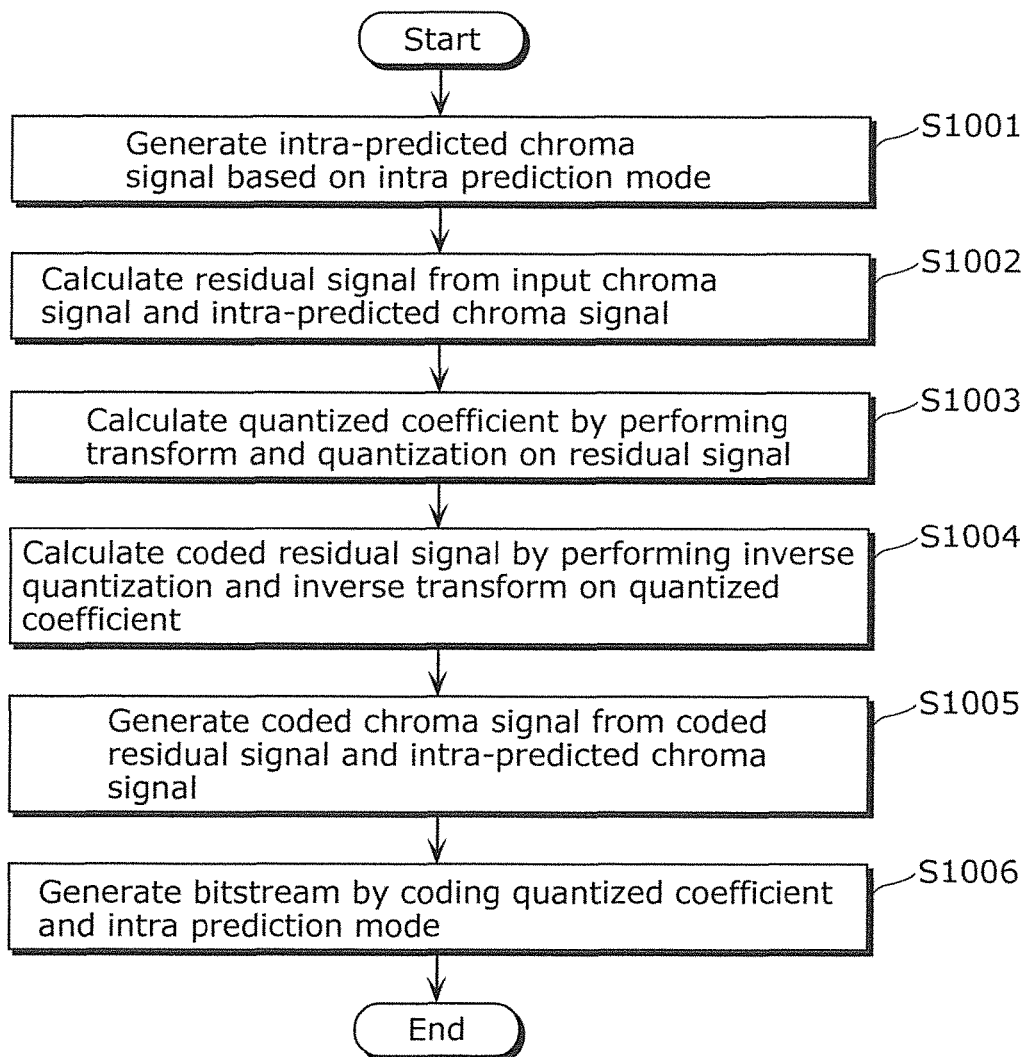 Start
Generate intra-predicted chroma
signal based on intra prediction mode
S1001
Calculate residual signal from input chroma
signal and intra-predicted chroma signal
S1002
Calculate quantized coefficient by performing
transform and quantization on residual signal
S1003
Calculate coded residual signal by performing inverse
quantization and inverse transform on quantized
coefficient
S1004
Generate coded chroma signal from coded
residual signal and intra-predicted chroma
signal
S1005
Generate bitstream by coding quantized coefficient
and intra prediction mode
S1006
End